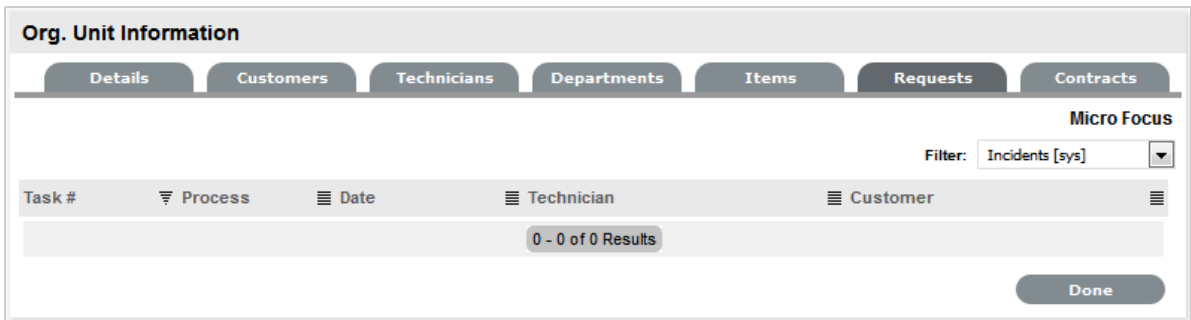 Org. Unit Information
Details Customers Technicians Departments Items Requests Contracts
Micro Focus
Filter: Incidents [sys]
Task # Process Date Technician Customer
0 - 0 of 0 Results
Done